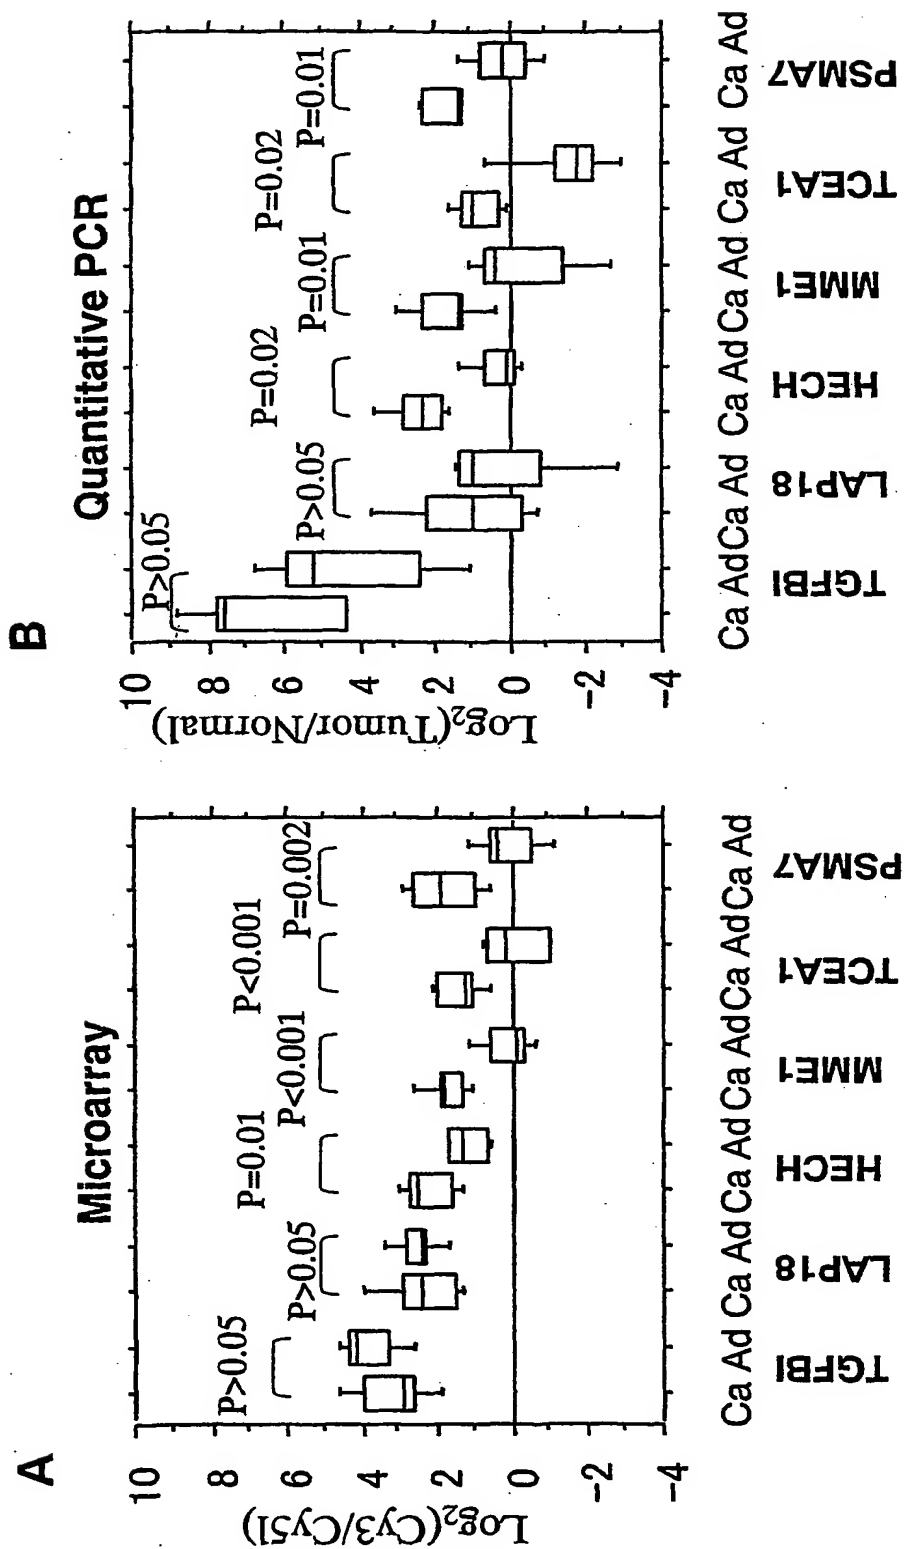 A
Microarray
Log2(Cy3/Cy5l)
10
8
6
4
2
0
−2
−4
P>0.05
P>0.05
P=0.01
P<0.001
P<0.001
P=0.002
Ca Ad Ca Ad Ca Ad Ca Ad Ca Ad Ca Ad
TGFBI
LAP18
HECH
MME1
TCEA1
PSMA7
B
Quantitative PCR
Log2(Tumor/Normal)
10
8
6
4
2
0
−2
−4
P>0.05
P>0.05
P=0.02
P=0.01
P=0.02
P=0.01
Ca Ad Ca Ad Ca Ad Ca Ad Ca Ad Ca Ad
TGFBI
LAP18
HECH
MME1
TCEA1
PSMA7